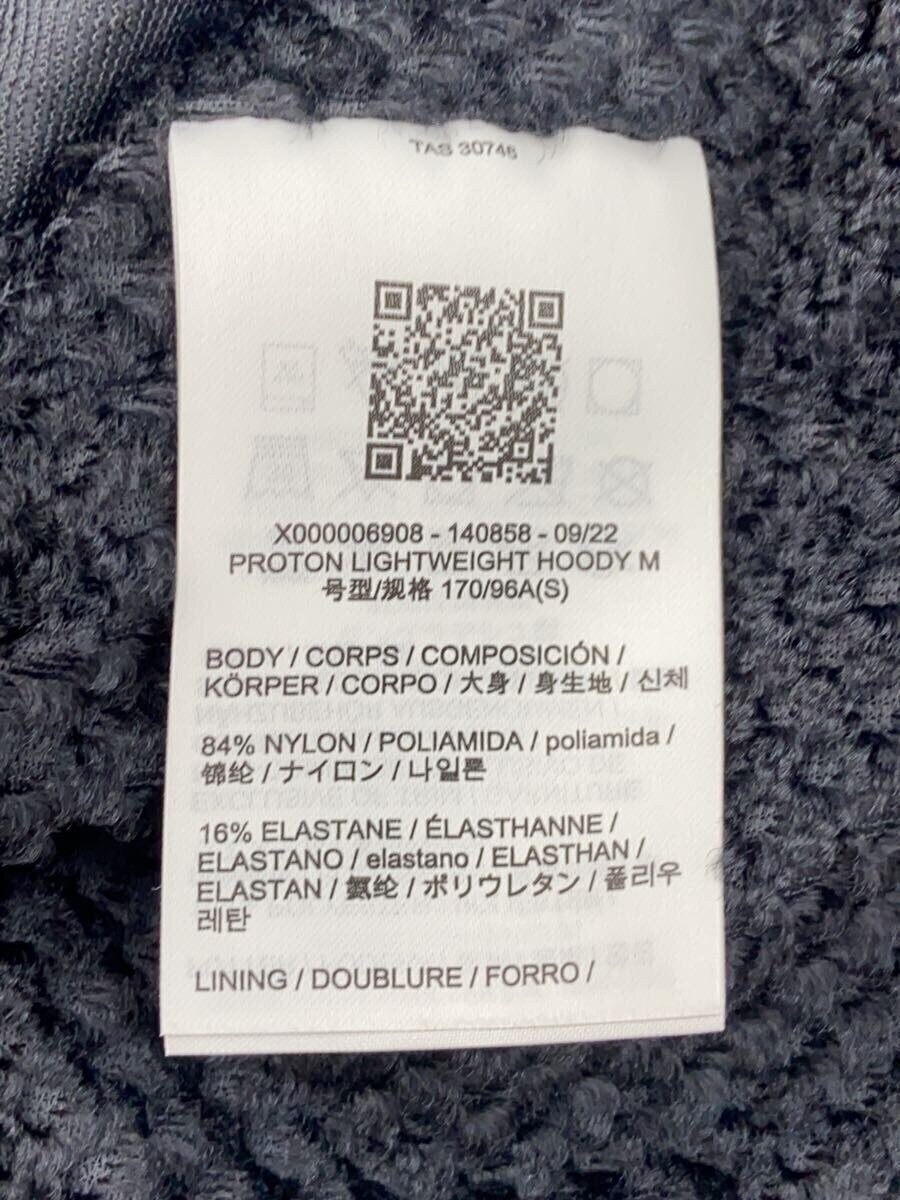 TAS 30746
X000006908 - 140858 - 09/22
PROTON LIGHTWEIGHT HOODY M
号型/规格 170/96A(S)
BODY / CORPS / COMPOSICIÓN /
KÖRPER / CORPO / 大身 / 身生地 / 신체
84% NYLON / POLIAMIDA / poliamida /
锦纶 / ナイロン / 나일론
16% ELASTANE / ÉLASTHANNE /
ELASTANO / elastano / ELASTHAN /
ELASTAN / 氨纶 / ポリウレタン / 폴리우
레탄
LINING / DOUBLURE / FORRO /